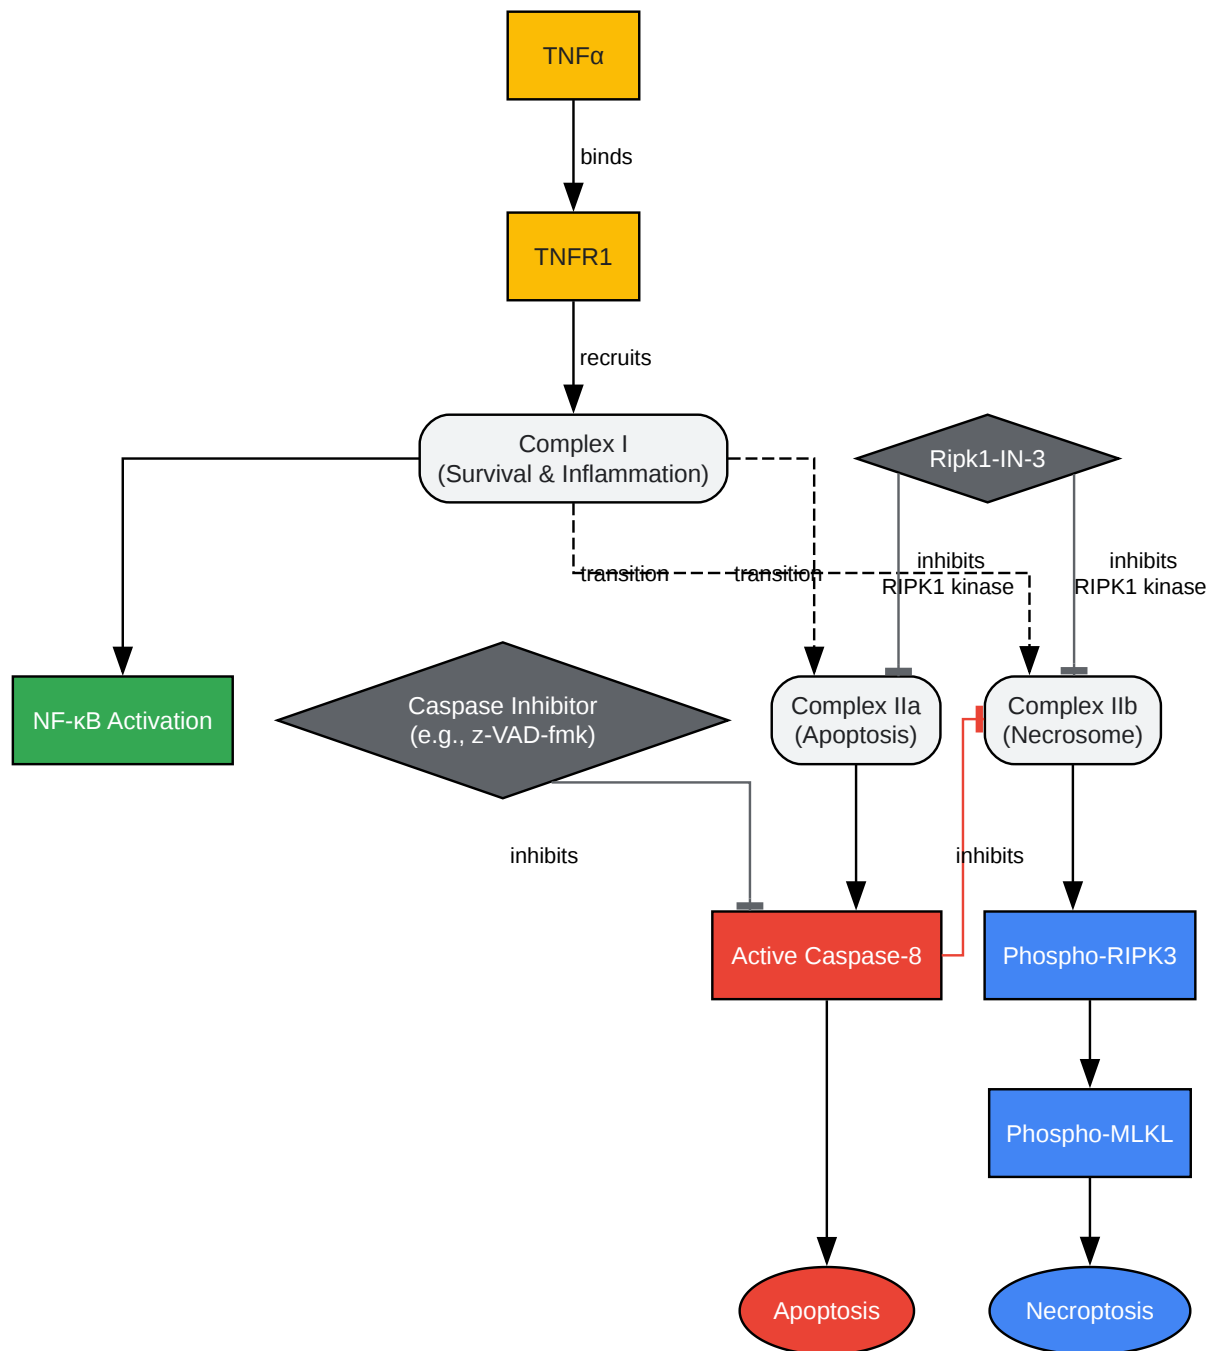 TNFα
binds
TNFR1
recruits
Complex I
(Survival & Inflammation)
Ripk1-IN-3
transition
transition
inhibits
RIPK1 kinase
inhibits
RIPK1 kinase
NF-κB Activation
Caspase Inhibitor
(e.g., z-VAD-fmk)
Complex IIa
(Apoptosis)
Complex IIb
(Necrosome)
inhibits
inhibits
Active Caspase-8
Phospho-RIPK3
Phospho-MLKL
Apoptosis
Necroptosis